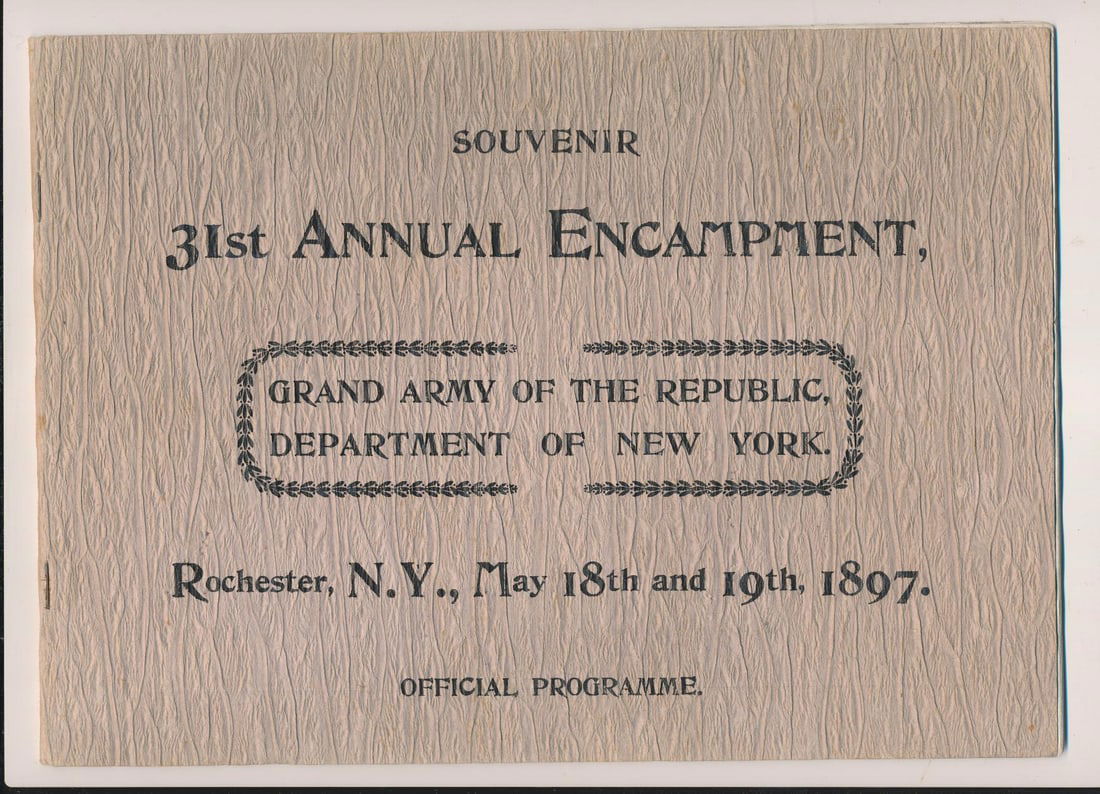 SOUVENIR
31st ANNUAL ENCAMPMENT,
GRAND ARMY OF THE REPUBLIC,
DEPARTMENT OF NEW YORK.
Rochester, N.Y., May 18th and 19th, 1897.
OFFICIAL PROGRAMME.